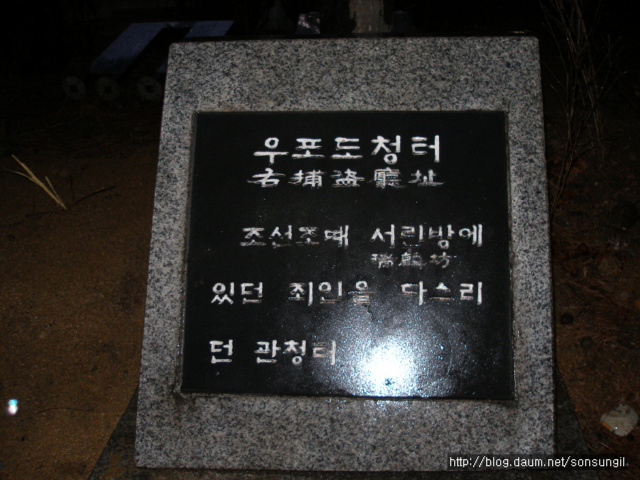 우포도청터
右捕盜廳址
조선조때 서린방에
瑞麟坊
있던 죄인을 다스리
던 관청터
http://blog.daum.net/sonsungil